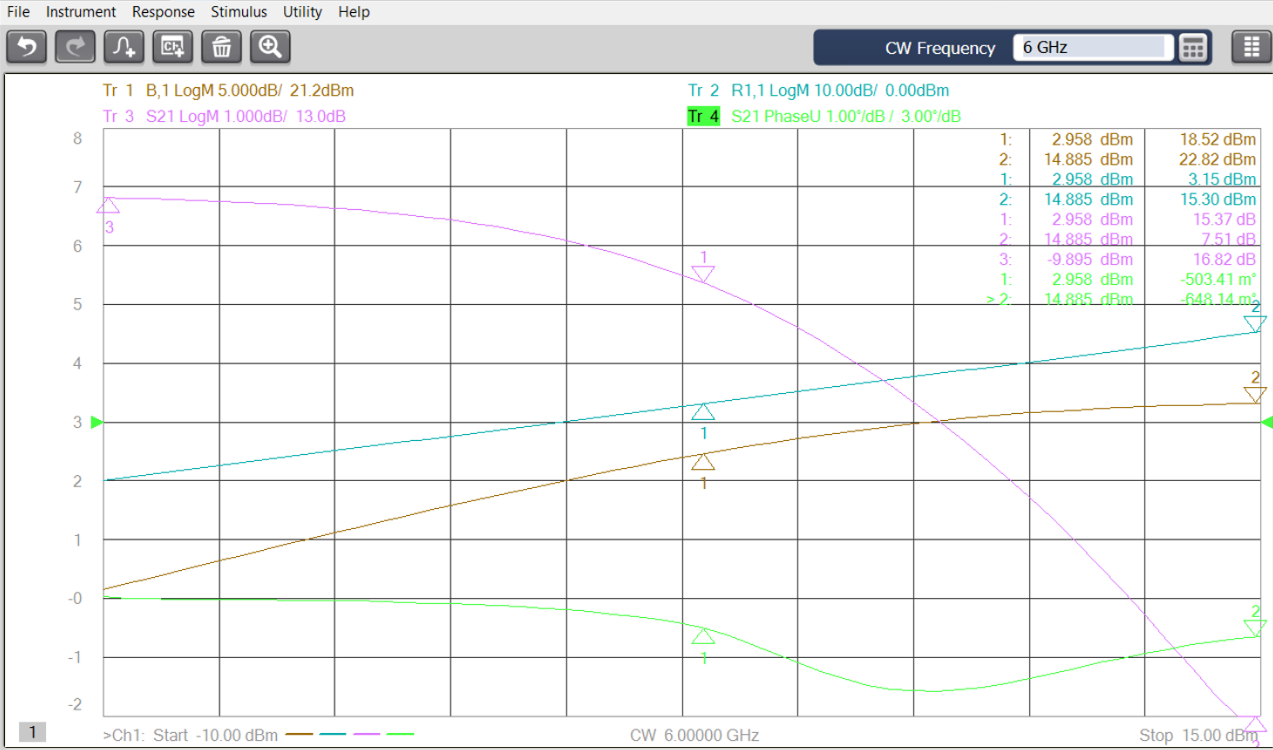 File Instrument Response Stimulus Utility Help
CW Frequency 6 GHz
Tr 1 B,1 LogM 5.000dB/ 21.2dBm
Tr 2 R1,1 LogM 10.00dB/ 0.00dBm
Tr 3 S21 LogM 1.000dB/ 13.0dB
Tr 4 S21 PhaseU 1.00°/dB / 3.00°/dB
1: 2.958 dBm 18.52 dBm
2: 14.885 dBm 22.82 dBm
1: 2.958 dBm 3.15 dBm
2: 14.885 dBm 15.30 dBm
1: 2.958 dBm 15.37 dB
2: 14.885 dBm 7.51 dB
3: -9.895 dBm 16.82 dB
1: 2.958 dBm -503.41 m°
> 2: 14.885 dBm -648.14 m°
8
7
6
5
4
3
2
1
-0
-1
-2
3
1
2
1
2
1
2
1
2
1 >Ch1: Start -10.00 dBm CW 6.00000 GHz Stop 15.00 dBm